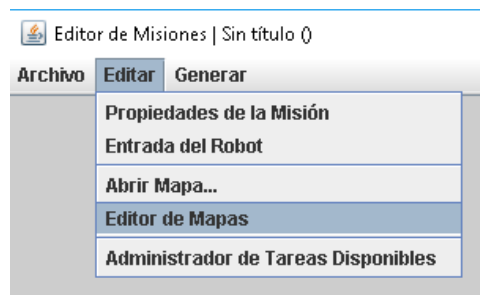 Editor de Misiones | Sin título ()
Archivo Editar Generar
Propiedades de la Misión
Entrada del Robot
Abrir Mapa...
Editor de Mapas
Administrador de Tareas Disponibles